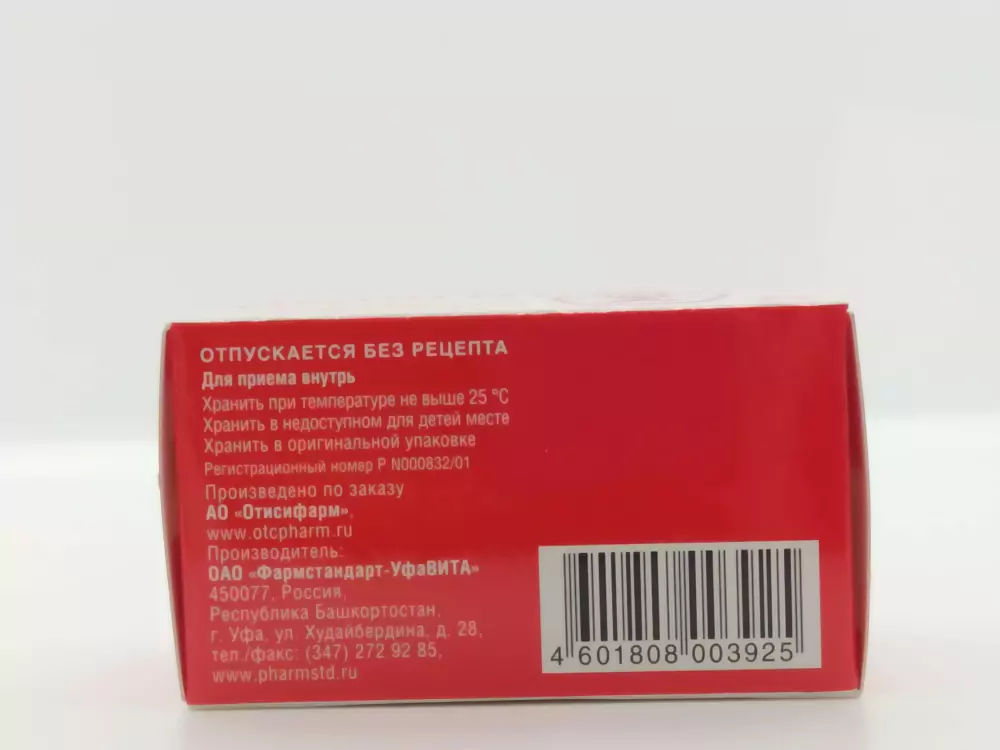 ОТПУСКАЕТСЯ БЕЗ РЕЦЕПТА
Для приема внутрь
Хранить при температуре не выше 25 °С
Хранить в недоступном для детей месте
Хранить в оригинальной упаковке
Регистрационный номер Р N000832/01
Произведено по заказу
АО «Отисифарм»,
www.otcpharm.ru
Производитель:
ОАО «Фармстандарт-УфаВИТА»
450077, Россия,
Республика Башкортостан,
г. Уфа, ул. Худайбердина, д. 28,
тел./факс: (347) 272 92 85,
www.pharmstd.ru
4 601808 003925